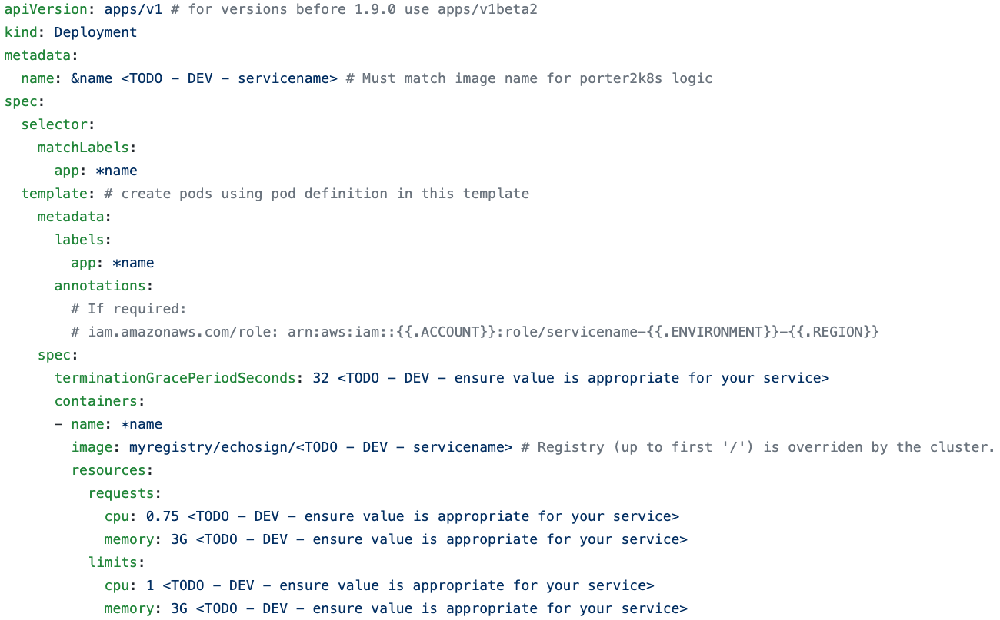 apiVersion: apps/v1 # for versions before 1.9.0 use apps/v1beta2
kind: Deployment
metadata:
  name: &name <TODO - DEV - servicename> # Must match image name for porter2k8s logic
spec:
  selector:
    matchLabels:
      app: *name
  template: # create pods using pod definition in this template
    metadata:
      labels:
        app: *name
      annotations:
        # If required:
        # iam.amazonaws.com/role: arn:aws:iam::{{.ACCOUNT}}:role/servicename-{{.ENVIRONMENT}}-{{.REGION}}
    spec:
      terminationGracePeriodSeconds: 32 <TODO - DEV - ensure value is appropriate for your service>
      containers:
      - name: *name
        image: myregistry/echosign/<TODO - DEV - servicename> # Registry (up to first '/') is overriden by the cluster.
        resources:
          requests:
            cpu: 0.75 <TODO - DEV - ensure value is appropriate for your service>
            memory: 3G <TODO - DEV - ensure value is appropriate for your service>
          limits:
            cpu: 1 <TODO - DEV - ensure value is appropriate for your service>
            memory: 3G <TODO - DEV - ensure value is appropriate for your service>